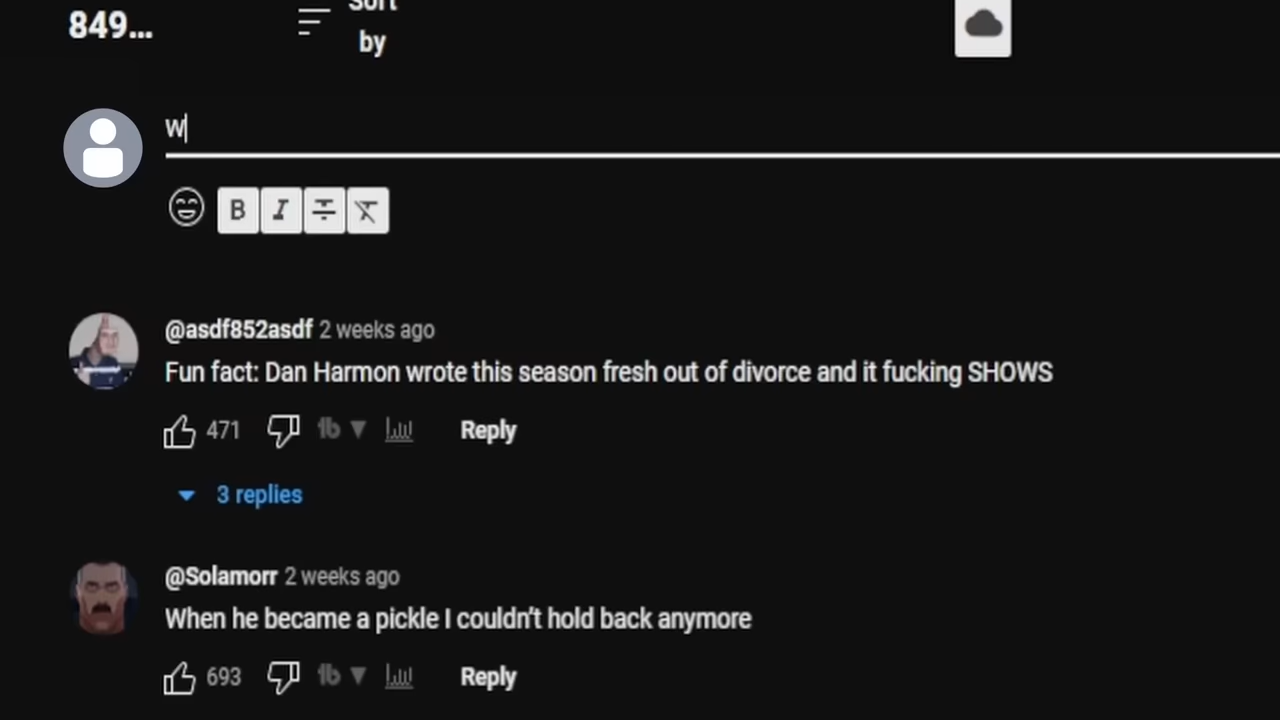 849...
Sort
by
W
B I T T
@asdf852asdf 2 weeks ago
Fun fact: Dan Harmon wrote this season fresh out of divorce and it fucking SHOWS
471 Reply
3 replies
@Solamorr 2 weeks ago
When he became a pickle I couldn't hold back anymore
693 Reply